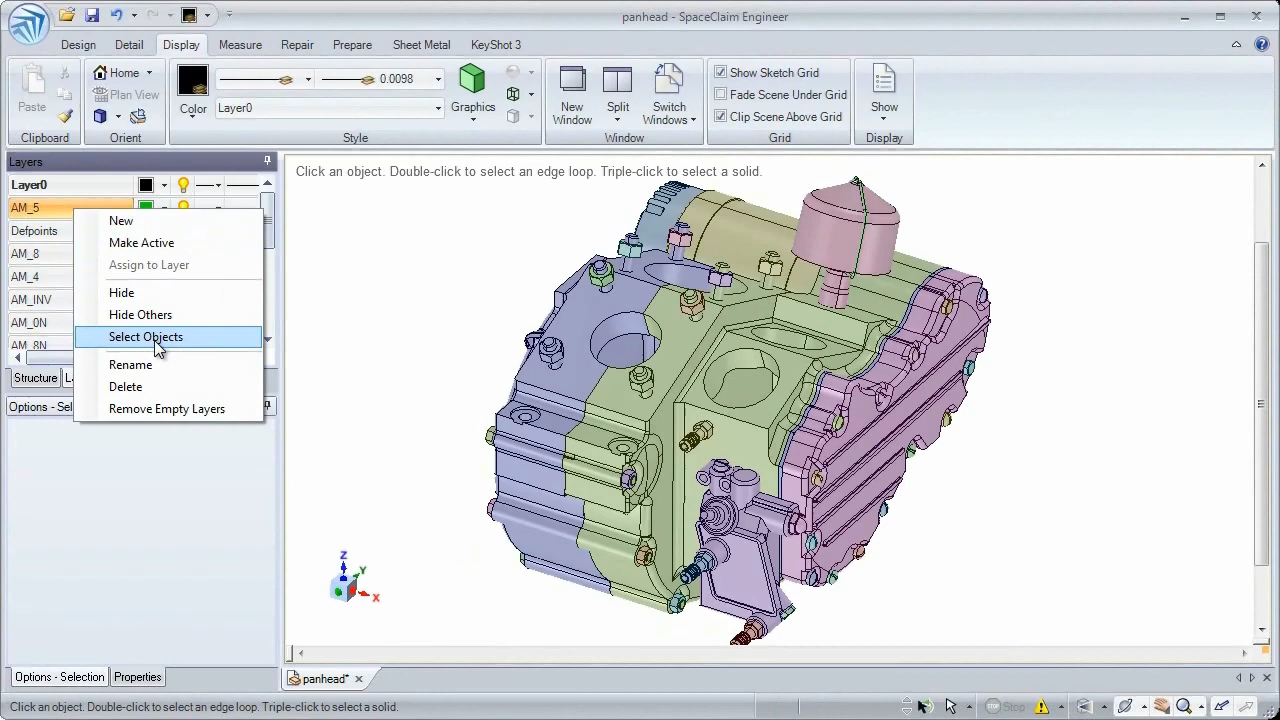 panhead - SpaceClaim Engineer
Design Detail Display Measure Repair Prepare Sheet Metal KeyShot 3
Paste
Clipboard
Home
Plan View
Orient
Color
0.0098
Layer0
Graphics
Style
New Window
Split
Switch Windows
Window
Show Sketch Grid
Fade Scene Under Grid
Clip Scene Above Grid
Grid
Show
Display
Layers
Layer0
AM_5
Defpoints
AM_8
AM_4
AM_INV
AM_0N
AM_8N
New
Make Active
Assign to Layer
Hide
Hide Others
Select Objects
Rename
Delete
Remove Empty Layers
Structure
Options - Sel
Click an object. Double-click to select an edge loop. Triple-click to select a solid.
Z
Y
X
Options - Selection Properties
panhead*
Click an object. Double-click to select an edge loop. Triple-click to select a solid.
Stop